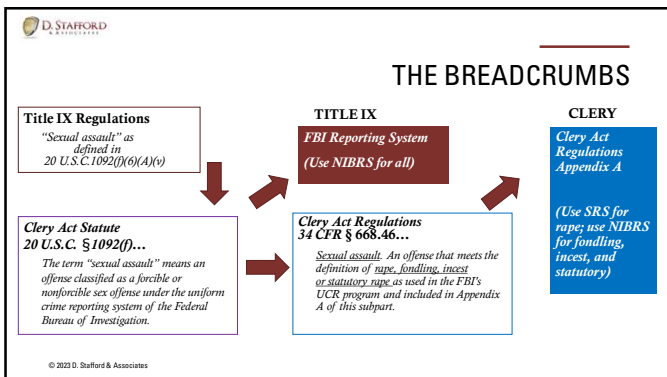 D. STAFFORD
& ASSOCIATES
THE BREADCRUMBS
Title IX Regulations
"Sexual assault" as
defined in
20 U.S.C.1092(f)(6)(A)(v)
TITLE IX
FBI Reporting System
(Use NIBRS for all)
CLERY
Clery Act
Regulations
Appendix A
(Use SRS for
rape; use NIBRS
for fondling,
incest, and
statutory)
Clery Act Statute
20 U.S.C. §1092(f)…
The term "sexual assault" means an
offense classified as a forcible or
nonforcible sex offense under the uniform
crime reporting system of the Federal
Bureau of Investigation.
Clery Act Regulations
34 CFR § 668.46…
Sexual assault. An offense that meets the
definition of rape, fondling, incest
or statutory rape as used in the FBI's
UCR program and included in Appendix
A of this subpart.
© 2023 D. Stafford & Associates